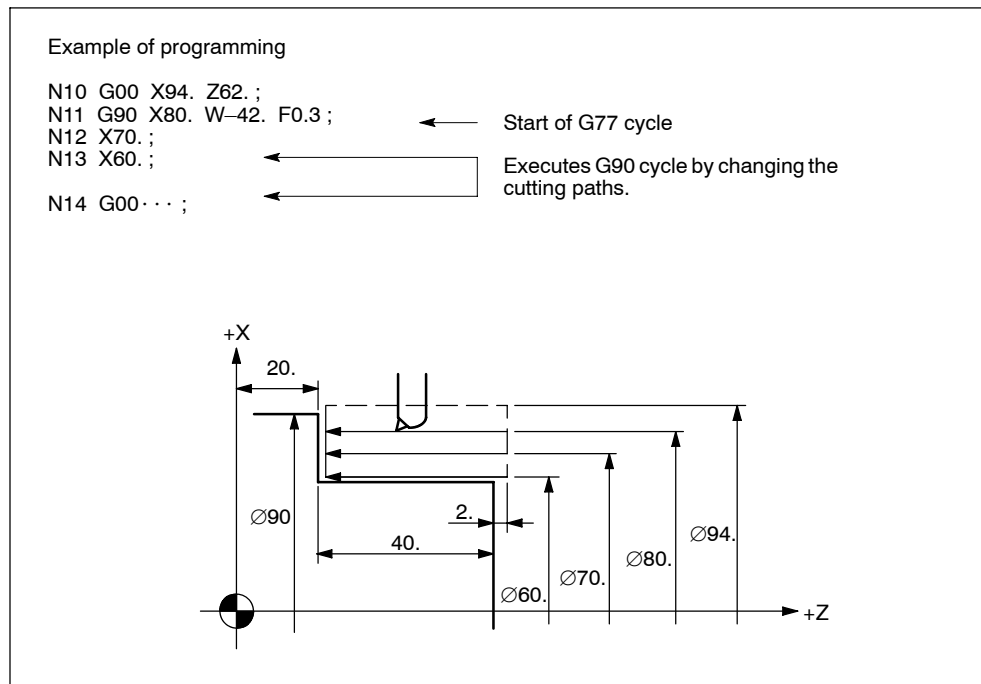 Example of programming
N10 G00 X94. Z62. ;
N11 G90 X80. W–42. F0.3 ;
Start of G77 cycle
N12 X70. ;
N13 X60. ;
Executes G90 cycle by changing the
cutting paths.
N14 G00 · · · ;
+X
20.
∅90
2.
40.
∅60.
∅70.
∅80.
∅94.
+Z